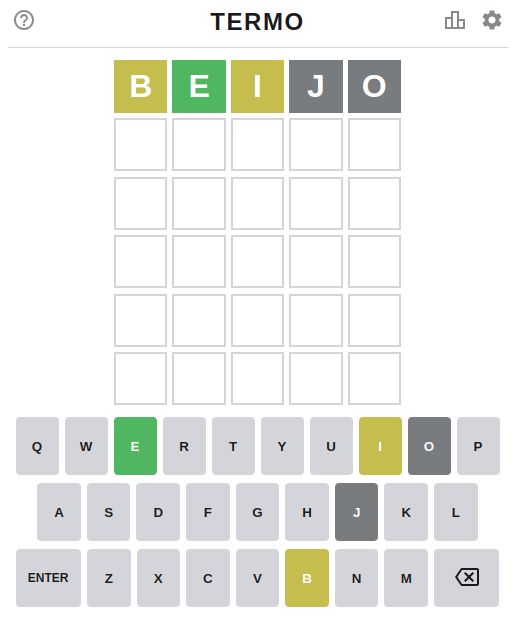 TERMO
B E I J O
Q W E R T Y U I O P
A S D F G H J K L
ENTER Z X C V B N M